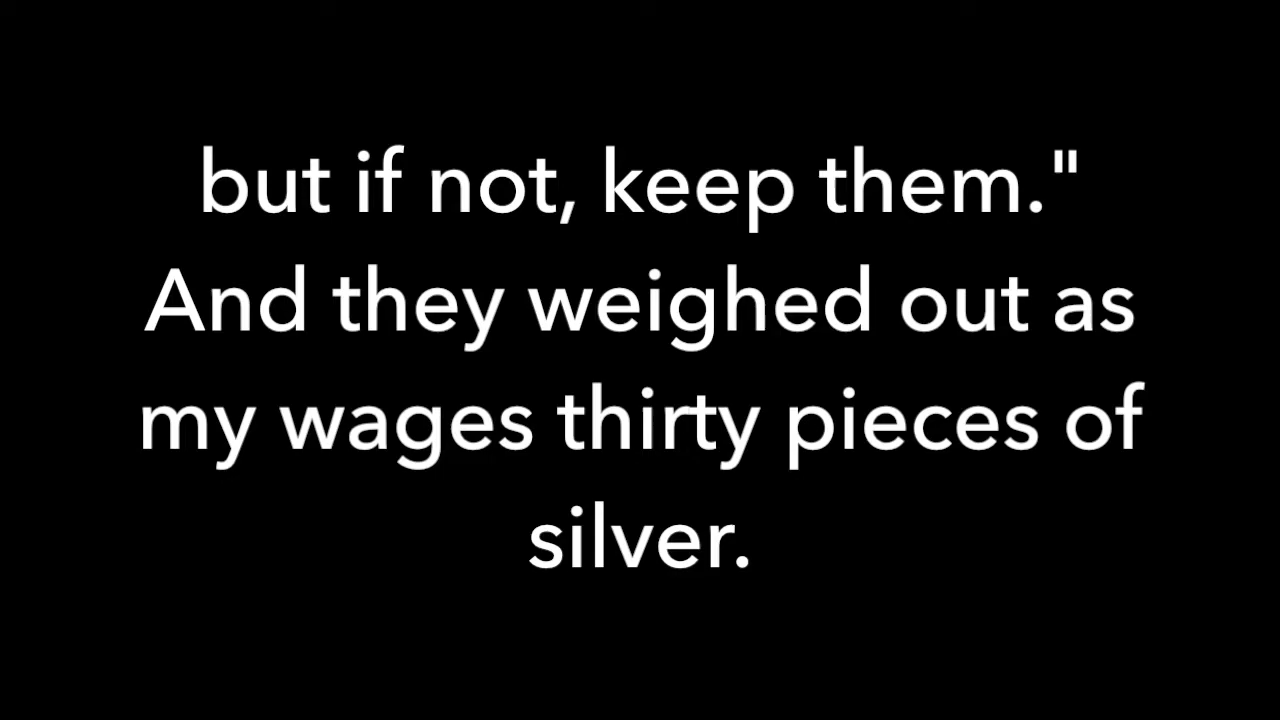 but if not, keep them."
And they weighed out as
my wages thirty pieces of
silver.